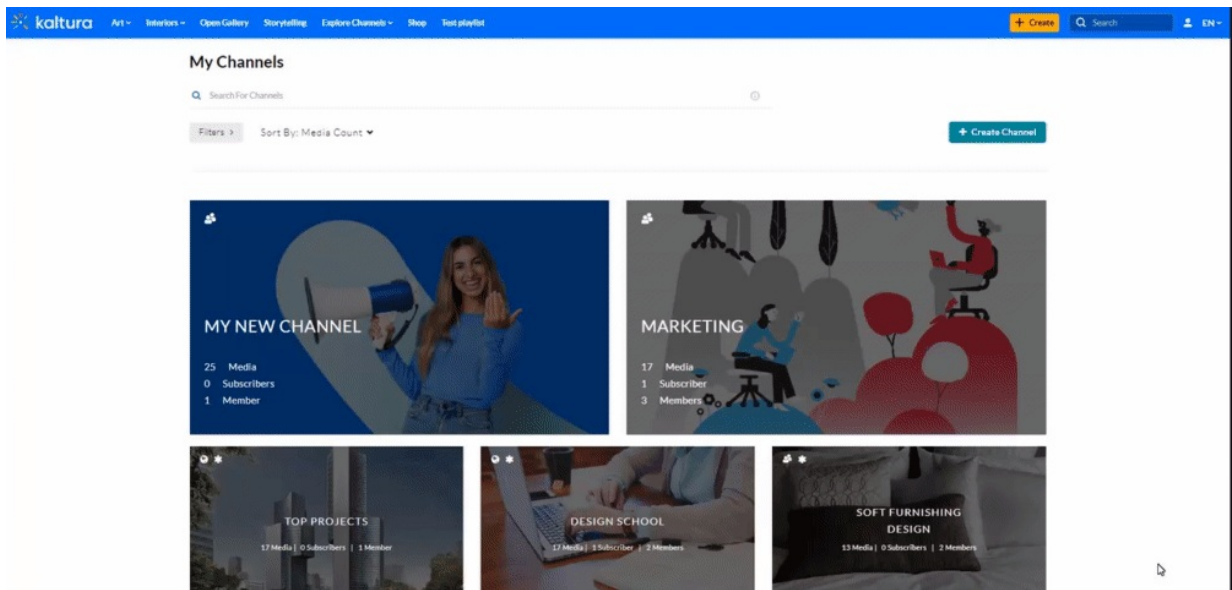 kaltura Art Interiors Open Gallery Storytelling Explore Channels Shop Test playlist + Create Search EN
My Channels
Search For Channels
Filters > Sort By: Media Count
+ Create Channel
MY NEW CHANNEL
25 Media
0 Subscribers
1 Member
MARKETING
17 Media
1 Subscriber
3 Members
TOP PROJECTS
17 Media | 0 Subscribers | 1 Member
DESIGN SCHOOL
17 Media | 1 Subscriber | 2 Members
SOFT FURNISHING
DESIGN
13 Media | 0 Subscribers | 2 Members